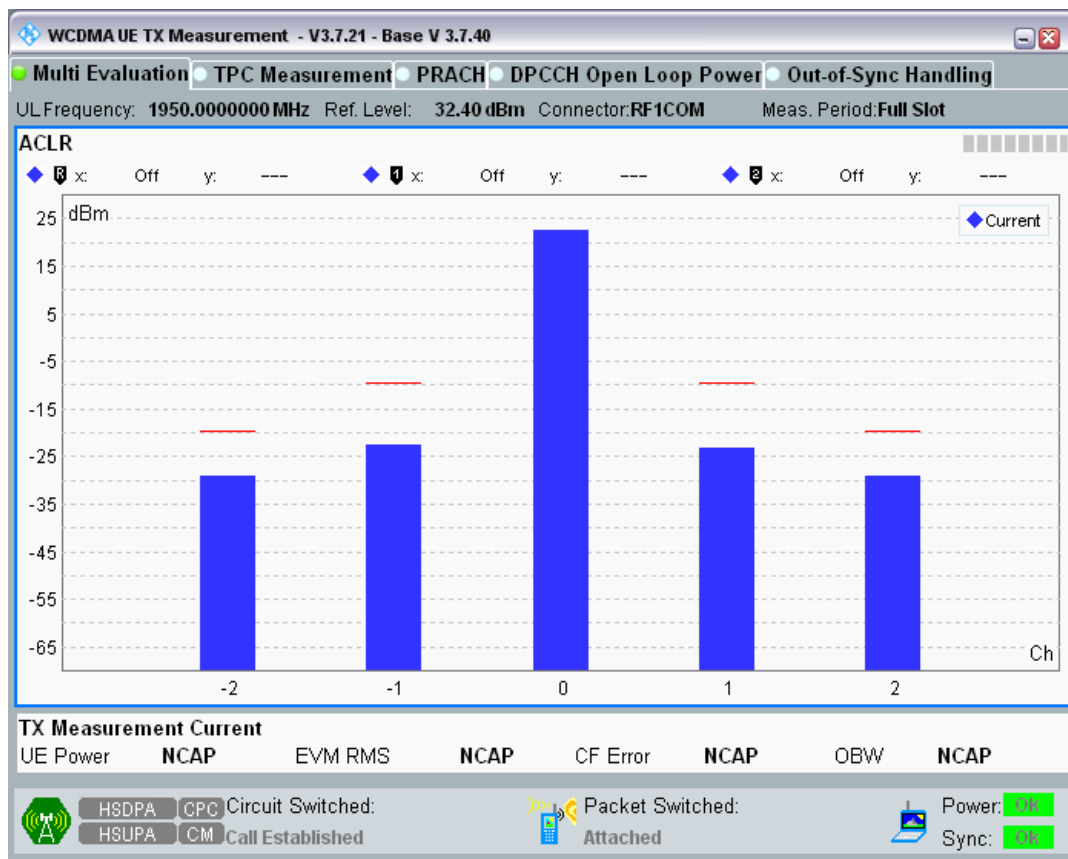 WCDMA UE TX Measurement - V3.7.21 - Base V 3.7.40
Multi Evaluation TPC Measurement PRACH DPCCH Open Loop Power Out-of-Sync Handling
UL Frequency: 1950.0000000 MHz Ref. Level: 32.40 dBm Connector:RF1COM Meas. Period:Full Slot
ACLR
R x: Off y: --- 1 x: Off y: --- 2 x: Off y: ---
dBm
Current
25
15
5
-5
-15
-25
-35
-45
-55
-65
Ch
-2 -1 0 1 2
TX Measurement Current
UE Power NCAP EVM RMS NCAP CF Error NCAP OBW NCAP
HSDPA CPC Circuit Switched: Packet Switched: Power: Ok
HSUPA CM Call Established Attached Sync: Ok